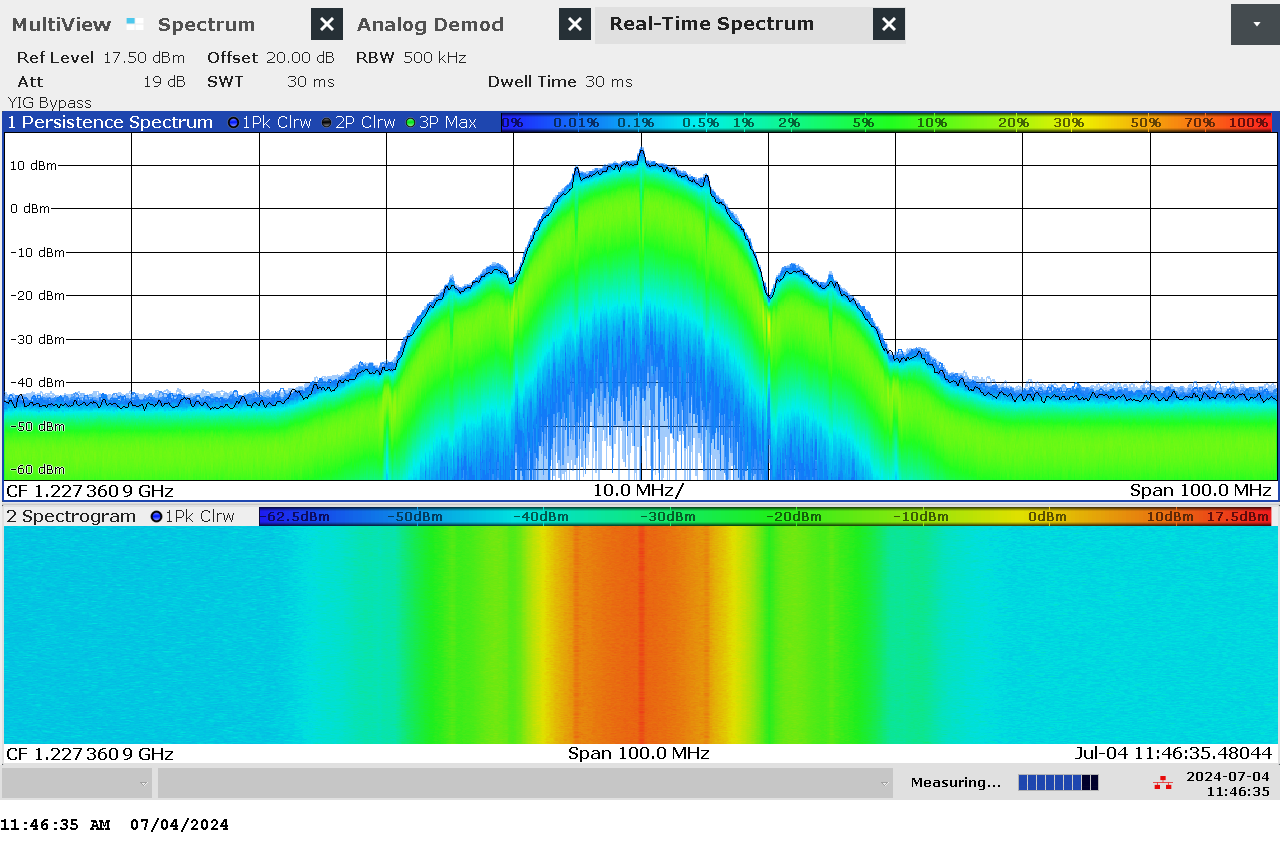 MultiView Spectrum Analog Demod Real-Time Spectrum
Ref Level 17.50 dBm Offset 20.00 dB RBW 500 kHz
Att 19 dB SWT 30 ms Dwell Time 30 ms
YIG Bypass
1 Persistence Spectrum 1Pk Clrw 2P Clrw 3P Max 0% 0.01% 0.1% 0.5% 1% 2% 5% 10% 20% 30% 50% 70% 100%
10 dBm
0 dBm
-10 dBm
-20 dBm
-30 dBm
-40 dBm
-50 dBm
-60 dBm
CF 1.2273609 GHz 10.0 MHz/ Span 100.0 MHz
2 Spectrogram 1Pk Clrw -62.5dBm -50dBm -40dBm -30dBm -20dBm -10dBm 0dBm 10dBm 17.5dBm
CF 1.2273609 GHz Span 100.0 MHz Jul-04 11:46:35.48044
Measuring... 2024-07-04
11:46:35
11:46:35 AM 07/04/2024